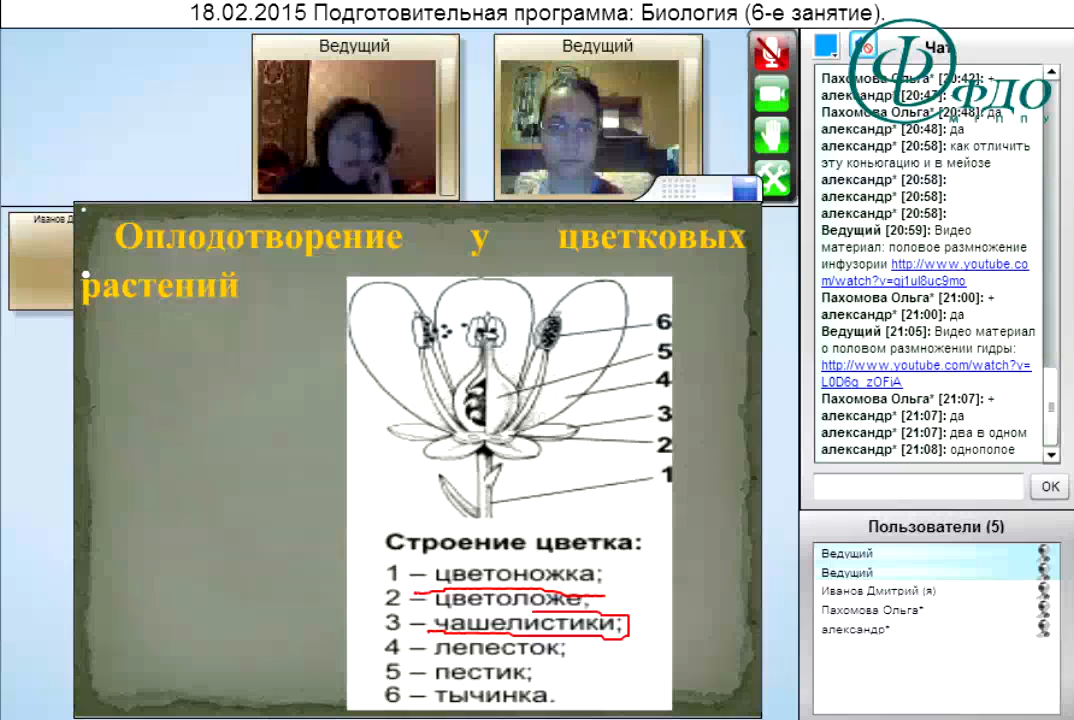 18.02.2015 Подготовительная программа: Биология (6-е занятие).
Ведущий
Ведущий
Иванов
Оплодотворение у цветковых
растений
6
5
4
3
2
1
Строение цветка:
1 – цветоножка;
2 – цветоложе;
3 – чашелистики;
4 – лепесток;
5 – пестик;
6 – тычинка.
Чат
ФДО
М Г П П У
Пахомова Ольга* [20:42]: +
александр* [20:47]:
Пахомова Ольга* [20:48]: да
александр* [20:48]: да
александр* [20:58]: как отличить
эту коньюгацию и в мейозе
александр* [20:58]:
александр* [20:58]:
александр* [20:58]:
Ведущий [20:59]: Видео
материал: половое размножение
инфузории http://www.youtube.co
m/watch?v=qj1ul8uc9mo
Пахомова Ольга* [21:00]: +
александр* [21:00]: да
Ведущий [21:05]: Видео материал
о половом размножении гидры:
http://www.youtube.com/watch?v=
L0D6q_zOFiA
Пахомова Ольга* [21:07]: +
александр* [21:07]: да
александр* [21:07]: два в одном
александр* [21:08]: однополое
OK
Пользователи (5)
Ведущий
Ведущий
Иванов Дмитрий (я)
Пахомова Ольга*
александр*